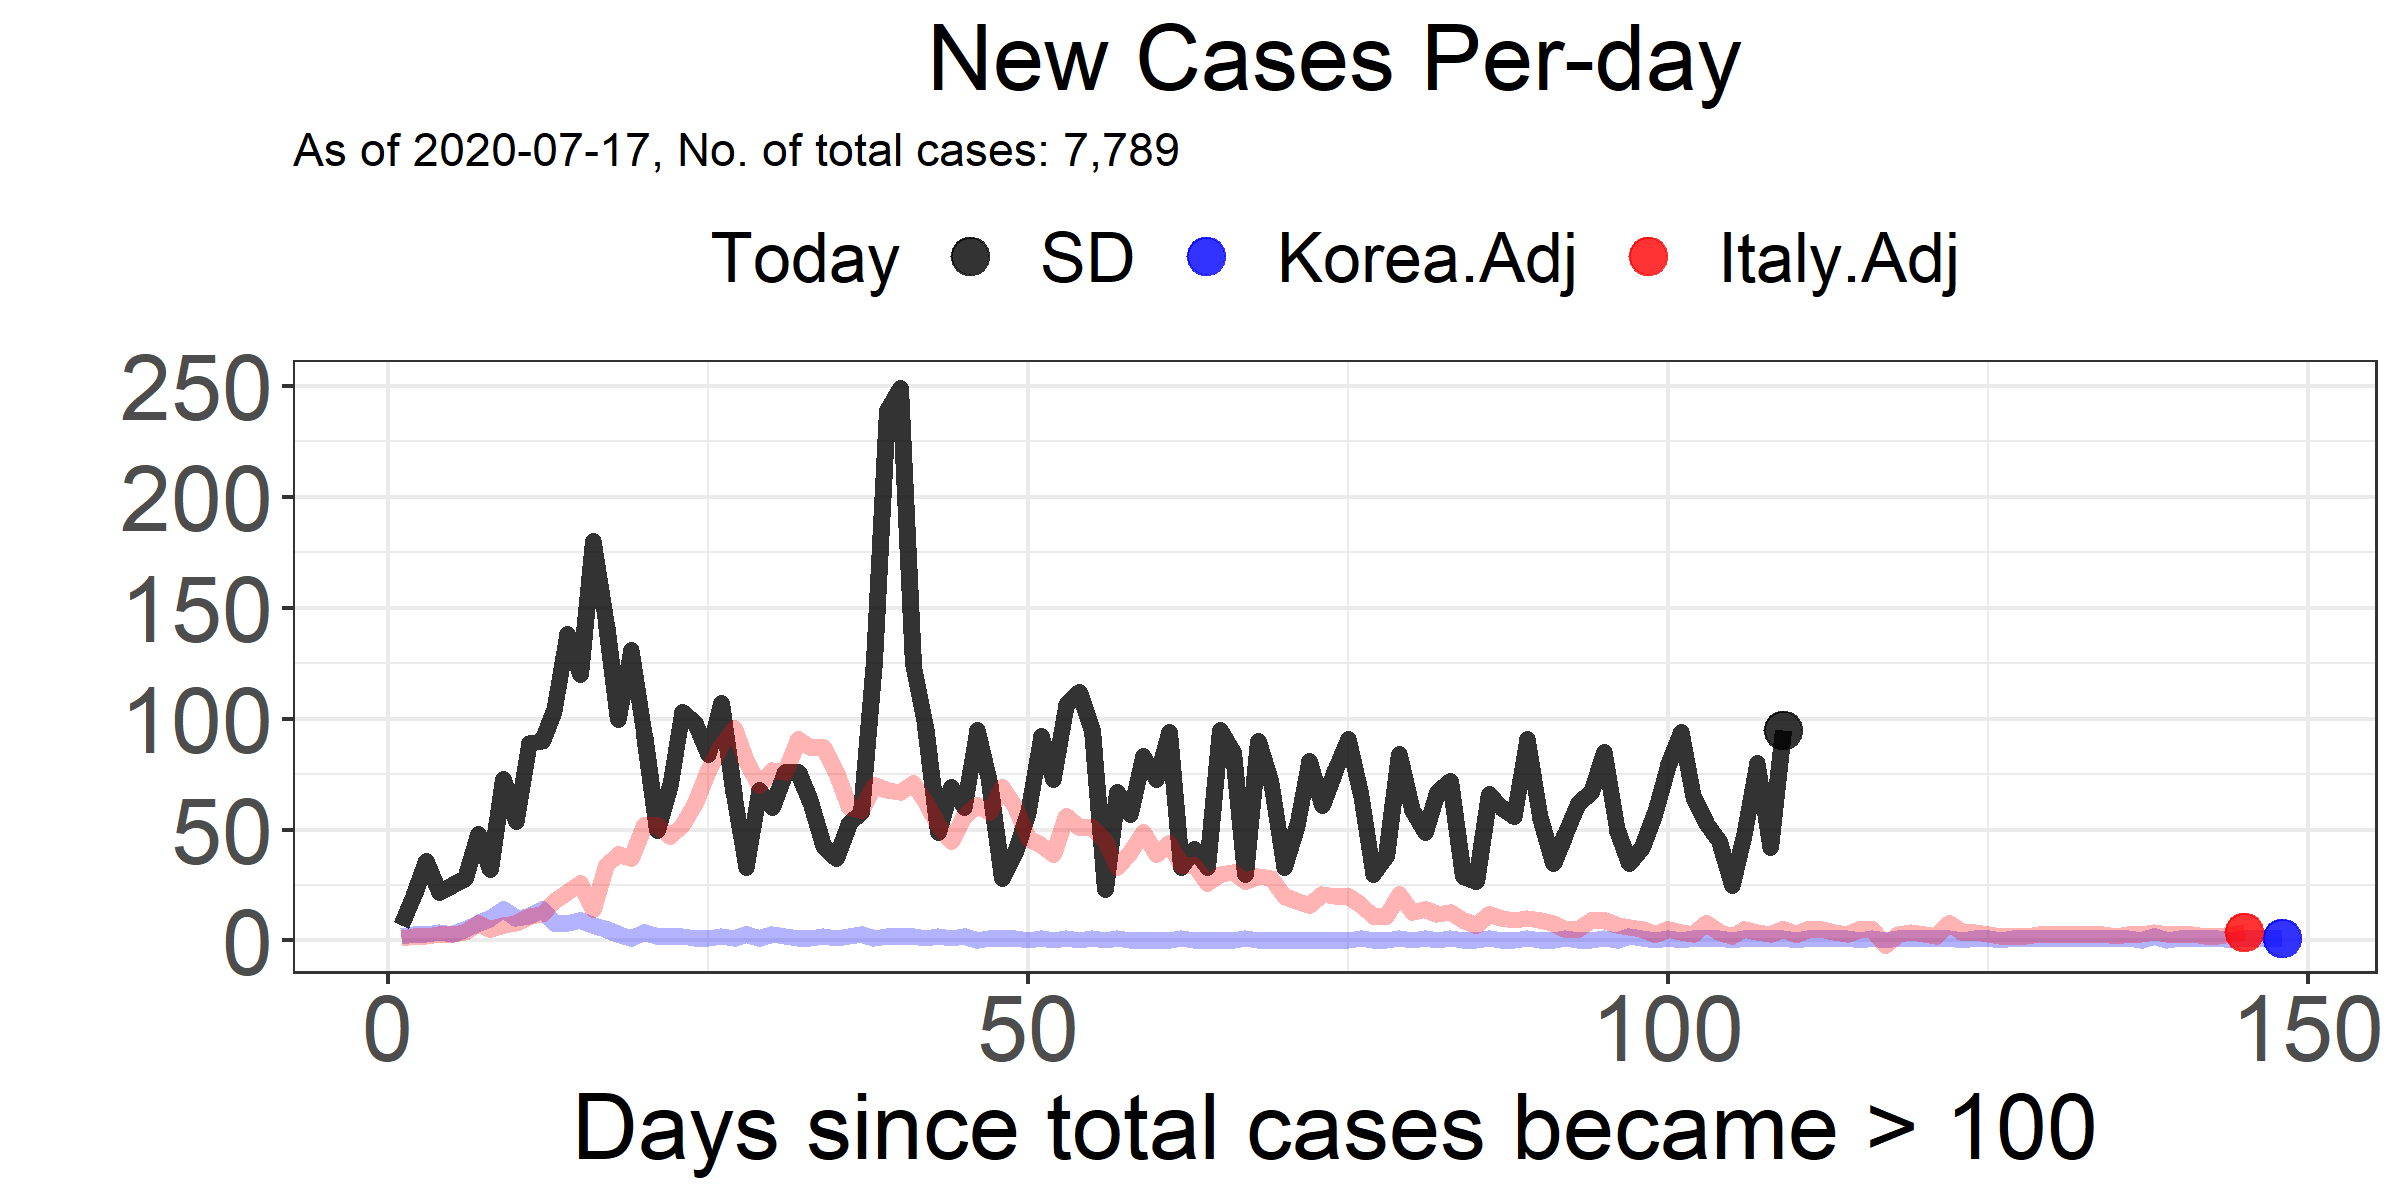 New Cases Per-day
As of 2020-07-17, No. of total cases: 7,789
Today SD Korea.Adj Italy.Adj
250
200
150
100
50
0
0 50 100 150
Days since total cases became > 100